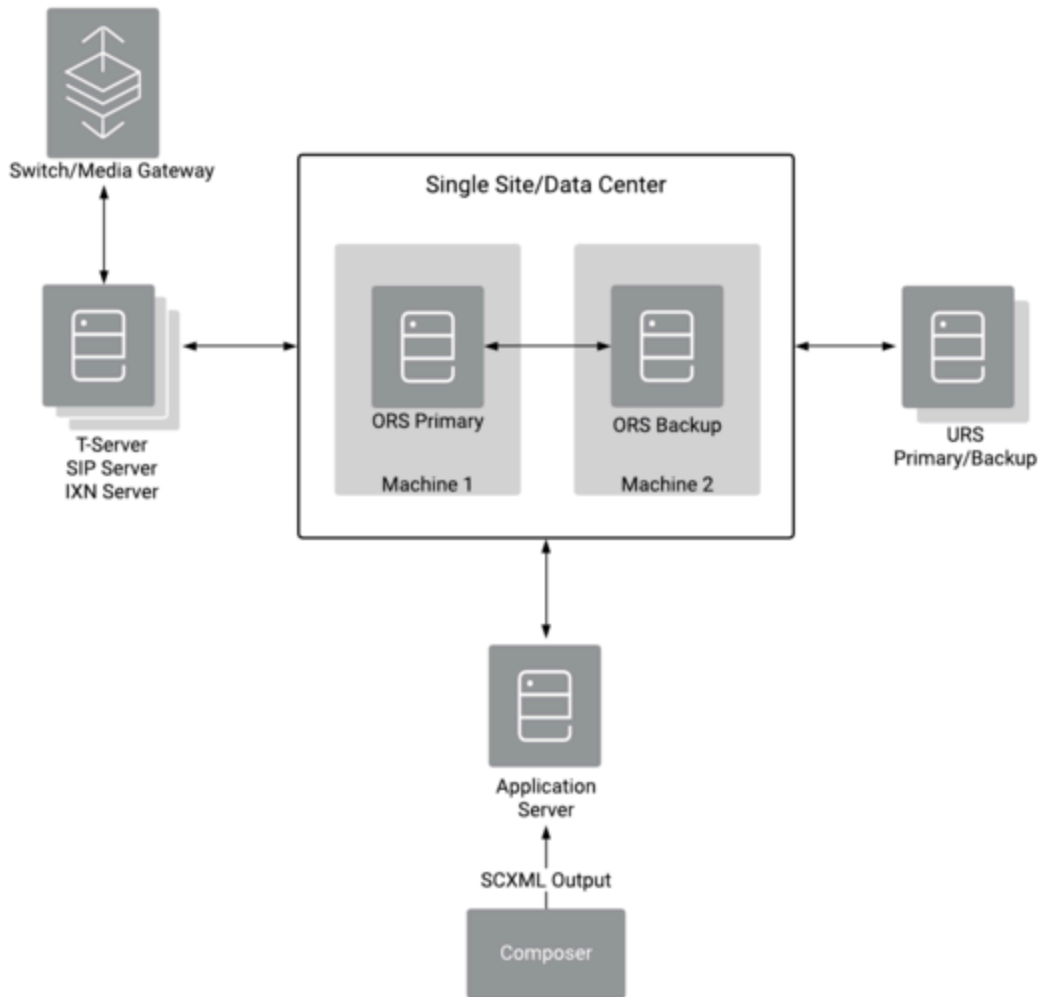 Switch/Media Gateway
Single Site/Data Center
ORS Primary
ORS Backup
Machine 1
Machine 2
T-Server
SIP Server
IXN Server
URS
Primary/Backup
Application
Server
SCXML Output
Composer